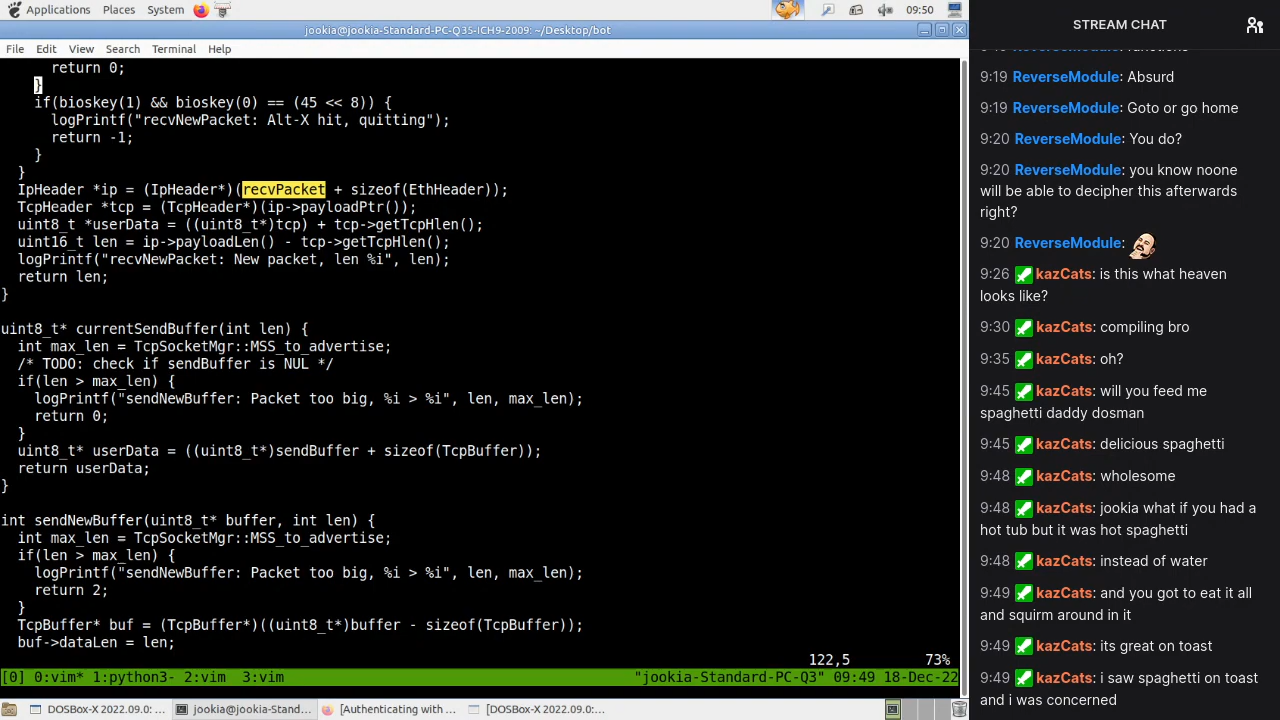 Applications Places System 09:50
jookia@jookia-Standard-PC-Q35-ICH9-2009: ~/Desktop/bot
File Edit View Search Terminal Help
return 0;
}
if(bioskey(1) && bioskey(0) == (45 << 8)) {
logPrintf("recvNewPacket: Alt-X hit, quitting");
return -1;
}
}
IpHeader *ip = (IpHeader*)(recvPacket + sizeof(EthHeader));
TcpHeader *tcp = (TcpHeader*)(ip->payloadPtr());
uint8_t *userData = ((uint8_t*)tcp) + tcp->getTcpHlen();
uint16_t len = ip->payloadLen() - tcp->getTcpHlen();
logPrintf("recvNewPacket: New packet, len %i", len);
return len;
}
uint8_t* currentSendBuffer(int len) {
int max_len = TcpSocketMgr::MSS_to_advertise;
/* TODO: check if sendBuffer is NUL */
if(len > max_len) {
logPrintf("sendNewBuffer: Packet too big, %i > %i", len, max_len);
return 0;
}
uint8_t* userData = ((uint8_t*)sendBuffer + sizeof(TcpBuffer));
return userData;
}
int sendNewBuffer(uint8_t* buffer, int len) {
int max_len = TcpSocketMgr::MSS_to_advertise;
if(len > max_len) {
logPrintf("sendNewBuffer: Packet too big, %i > %i", len, max_len);
return 2;
}
TcpBuffer* buf = (TcpBuffer*)((uint8_t*)buffer - sizeof(TcpBuffer));
buf->dataLen = len;
122,5 73%
[0] 0:vim* 1:python3- 2:vim 3:vim "jookia-Standard-PC-Q3" 09:49 18-Dec-22
DOSBox-X 2022.09.0: ... jookia@jookia-Stand... [Authenticating with ... [DOSBox-X 2022.09.0:...
STREAM CHAT
9:19 ReverseModule: Absurd
9:19 ReverseModule: Goto or go home
9:20 ReverseModule: You do?
9:20 ReverseModule: you know noone
will be able to decipher this afterwards
right?
9:20 ReverseModule:
9:26 kazCats: is this what heaven
looks like?
9:30 kazCats: compiling bro
9:35 kazCats: oh?
9:45 kazCats: will you feed me
spaghetti daddy dosman
9:45 kazCats: delicious spaghetti
9:48 kazCats: wholesome
9:48 kazCats: jookia what if you had a
hot tub but it was hot spaghetti
9:48 kazCats: instead of water
9:49 kazCats: and you got to eat it all
and squirm around in it
9:49 kazCats: its great on toast
9:49 kazCats: i saw spaghetti on toast
and i was concerned